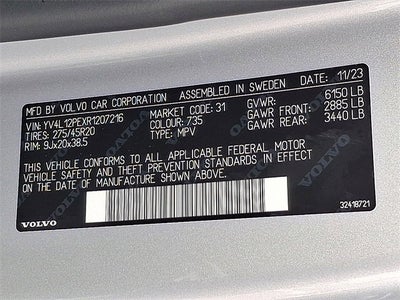 MFD BY VOLVO CAR CORPORATION ASSEMBLED IN SWEDEN DATE 11/23
VIN: YV4L12PEXR1207216 MARKET: 31 GVWR: 6150 LB
TIRES: 275/45R20 COLOUR: 735 GAWR FRONT: 2885 LB
RIM: 9Jx20x38.5 TYPE: MPV GAWR REAR: 3440 LB
THIS VEHICLE CONFORMS TO ALL APPLICABLE FEDERAL MOTOR
VEHICLE SAFETY AND THEFT PREVENTION STANDARDS IN EFFECT ON
THE DATE OF MANUFACTURE SHOWN ABOVE.
VOLVO
VOLVO 32418721